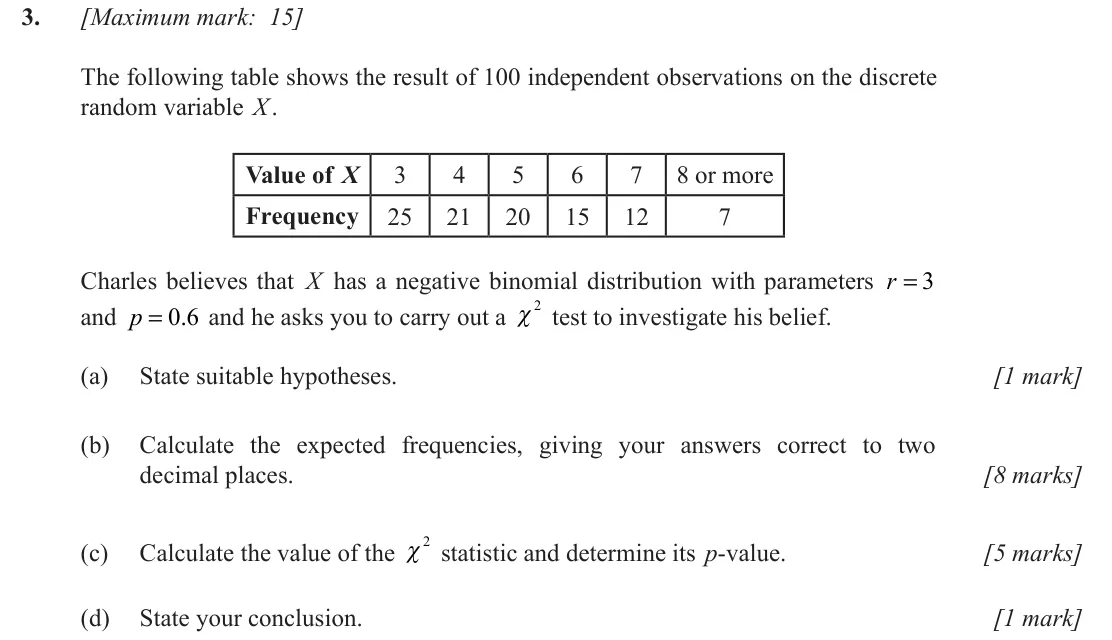 3. [Maximum mark: 15]
The following table shows the result of 100 independent observations on the discrete
random variable X.
Value of X 3 4 5 6 7 8 or more
Frequency 25 21 20 15 12 7
Charles believes that X has a negative binomial distribution with parameters r = 3
and p = 0.6 and he asks you to carry out a χ² test to investigate his belief.
(a) State suitable hypotheses. [1 mark]
(b) Calculate the expected frequencies, giving your answers correct to two
decimal places. [8 marks]
(c) Calculate the value of the χ² statistic and determine its p-value. [5 marks]
(d) State your conclusion. [1 mark]